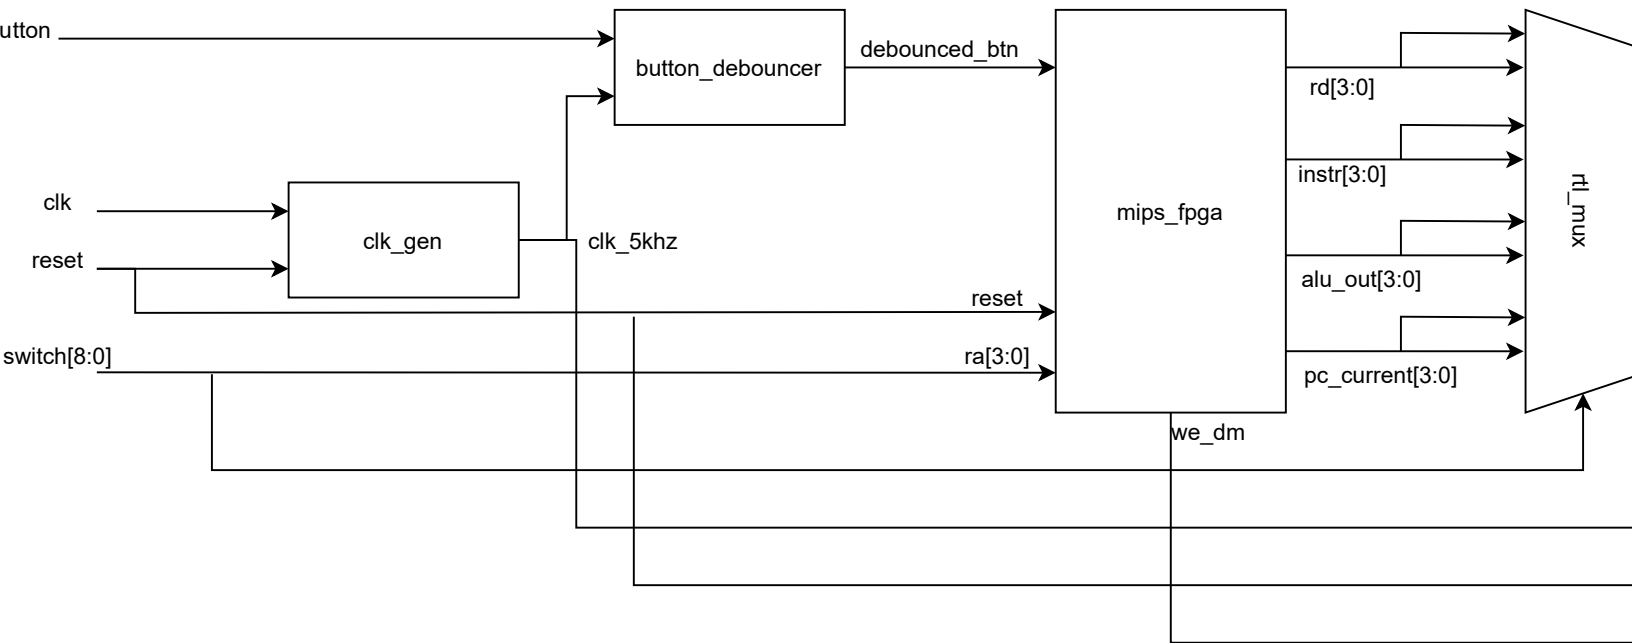 utton
button_debouncer
debounced_btn
rd[3:0]
instr[3:0]
clk
clk_gen
clk_5khz
mips_fpga
rtl_mux
reset
alu_out[3:0]
reset
switch[8:0]
ra[3:0]
pc_current[3:0]
we_dm